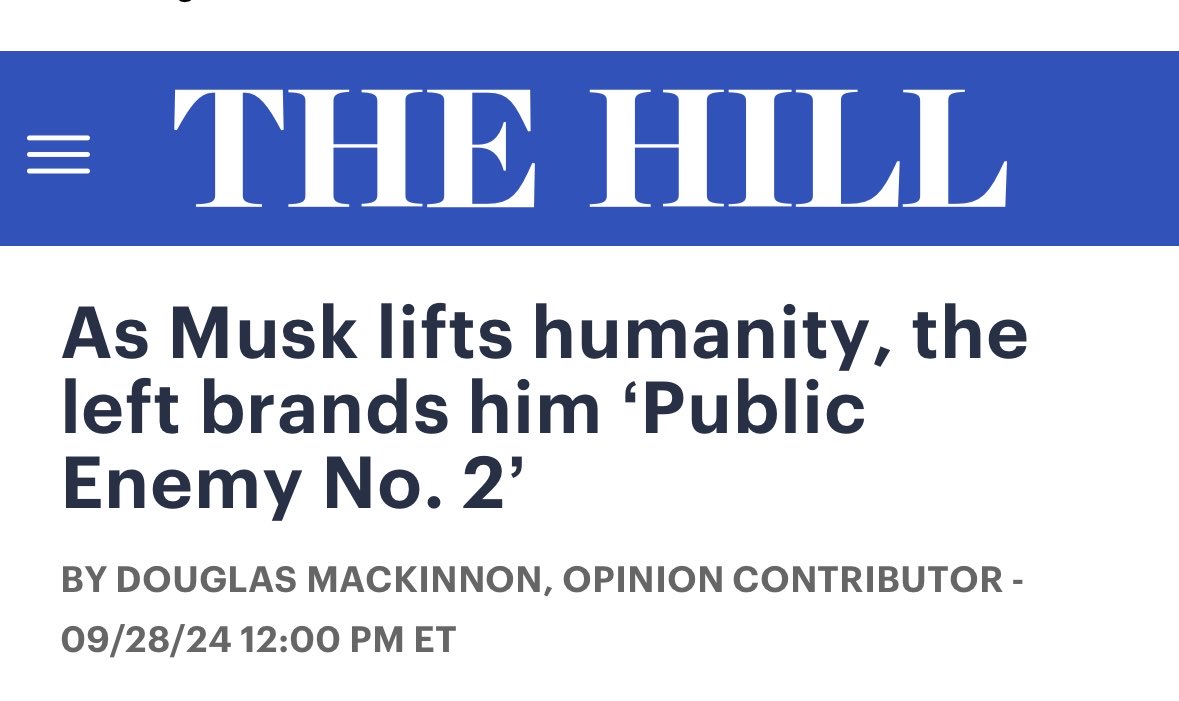 THE HILL
As Musk lifts humanity, the
left brands him ‘Public
Enemy No. 2’
BY DOUGLAS MACKINNON, OPINION CONTRIBUTOR -
09/28/24 12:00 PM ET